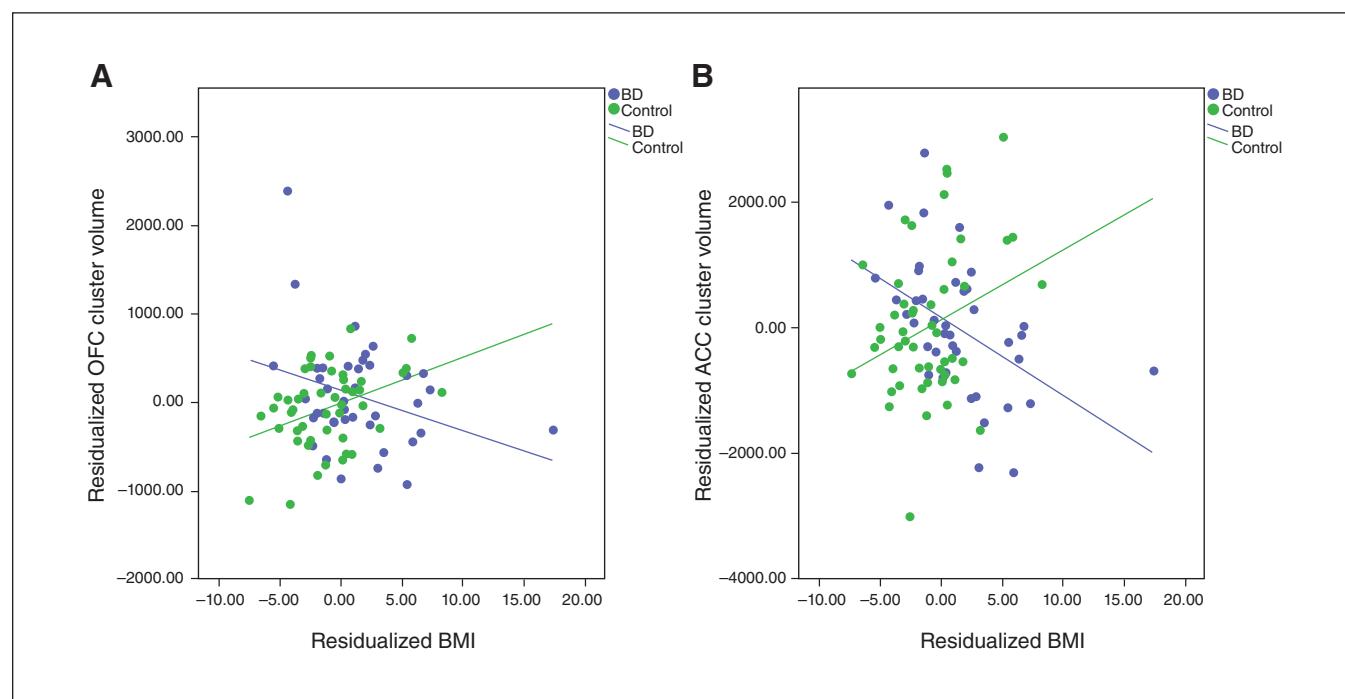 A
BD
Control
BD
Control
3000.00
2000.00
1000.00
0.00
−1000.00
−2000.00
Residualized OFC cluster volume
−10.00 −5.00 0.00 5.00 10.00 15.00 20.00
Residualized BMI
B
BD
Control
BD
Control
2000.00
0.00
−2000.00
−4000.00
Residualized ACC cluster volume
−10.00 −5.00 0.00 5.00 10.00 15.00 20.00
Residualized BMI